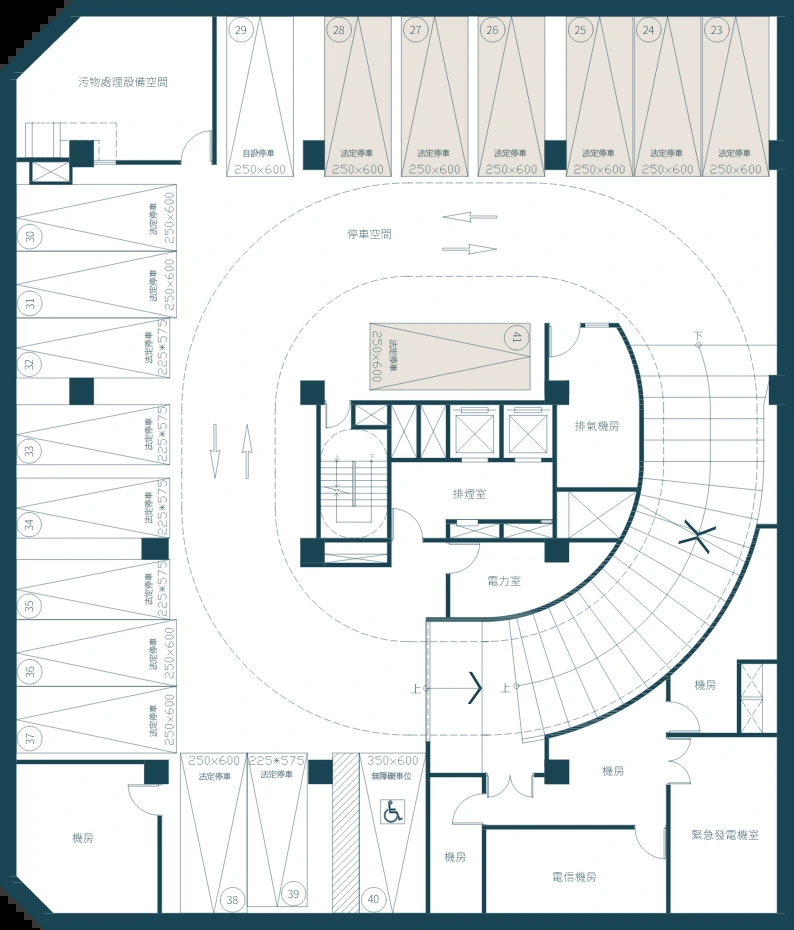 29
28
27
26
25
24
23
污物處理設備空間
自設停車
250×600
法定停車
250×600
法定停車
250×600
法定停車
250×600
法定停車
250×600
法定停車
250×600
法定停車
250×600
30
法定停車
250×600
停車空間
31
法定停車
250×600
32
法定停車
225*575
41
法定停車
250×600
下
33
法定停車
225*575
排氣機房
34
法定停車
225*575
排煙室
35
法定停車
225*575
電力室
36
法定停車
250×600
上
上
機房
37
法定停車
250×600
250×600
法定停車
225*575
法定停車
350×600
無障礙車位
機房
機房
機房
緊急發電機室
電信機房
38
39
40